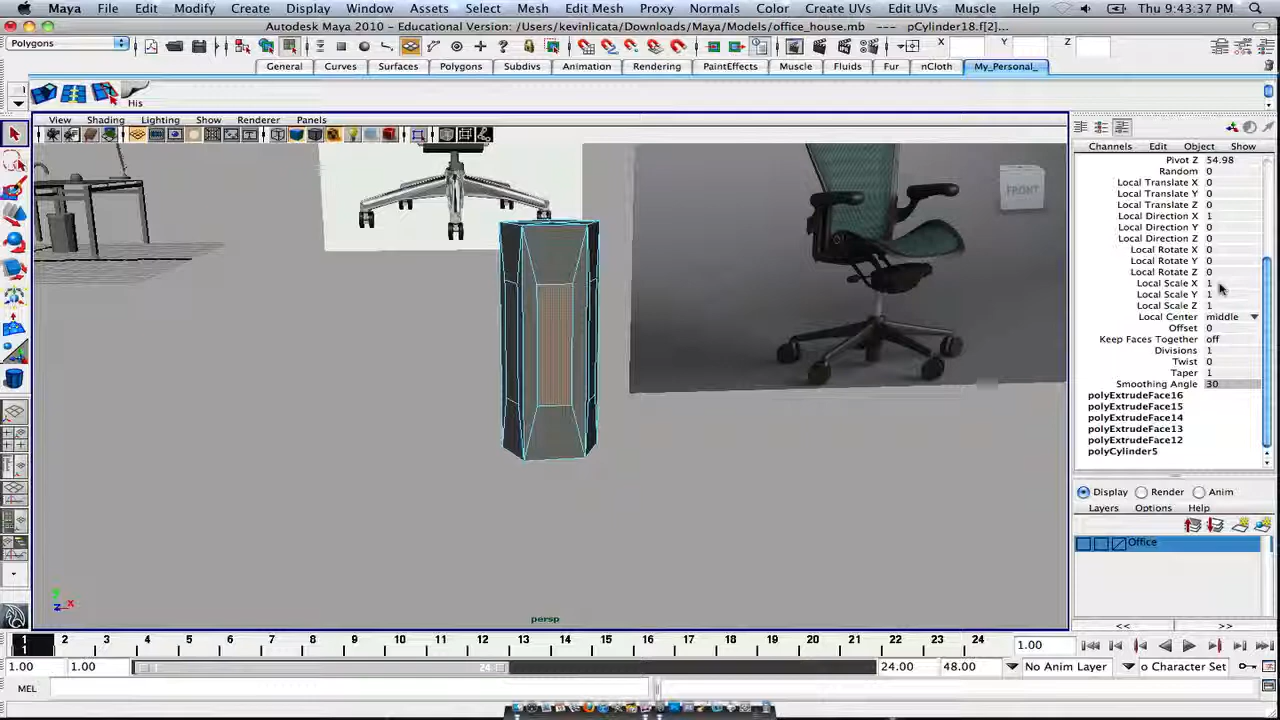 Maya File Edit Modify Create Display Window Assets Select Mesh Edit Mesh Proxy Normals Color Create UVs Edit UVs Muscle Help Thu 9:43:37 PM
Autodesk Maya 2010 - Educational Version: /Users/kevinlicata/Downloads/Maya/Models/office_house.mb --- pCylinder18.f[2]...
Polygons X Y Z
General Curves Surfaces Polygons Subdivs Animation Rendering PaintEffects Muscle Fluids Fur nCloth My_Personal_
His
View Shading Lighting Show Renderer Panels
Channels Edit Object Show
Pivot Z 54.98
Random 0
Local Translate X 0
Local Translate Y 0
Local Translate Z 0
Local Direction X 1
Local Direction Y 0
Local Direction Z 0
Local Rotate X 0
Local Rotate Y 0
Local Rotate Z 0
Local Scale X 1
Local Scale Y 1
Local Scale Z 1
Local Center middle
Offset 0
Keep Faces Together off
Divisions 1
Twist 0
Taper 1
Smoothing Angle 30
polyExtrudeFace16
polyExtrudeFace15
polyExtrudeFace14
polyExtrudeFace13
polyExtrudeFace12
polyCylinder5
FRONT
Display Render Anim
Layers Options Help
Office
y
z x
persp
<< >>
1 2 3 4 5 6 7 8 9 10 11 12 13 14 15 16 17 18 19 20 21 22 23 24 1.00
1
1.00 1.00 1 24 24.00 48.00 No Anim Layer o Character Set
MEL